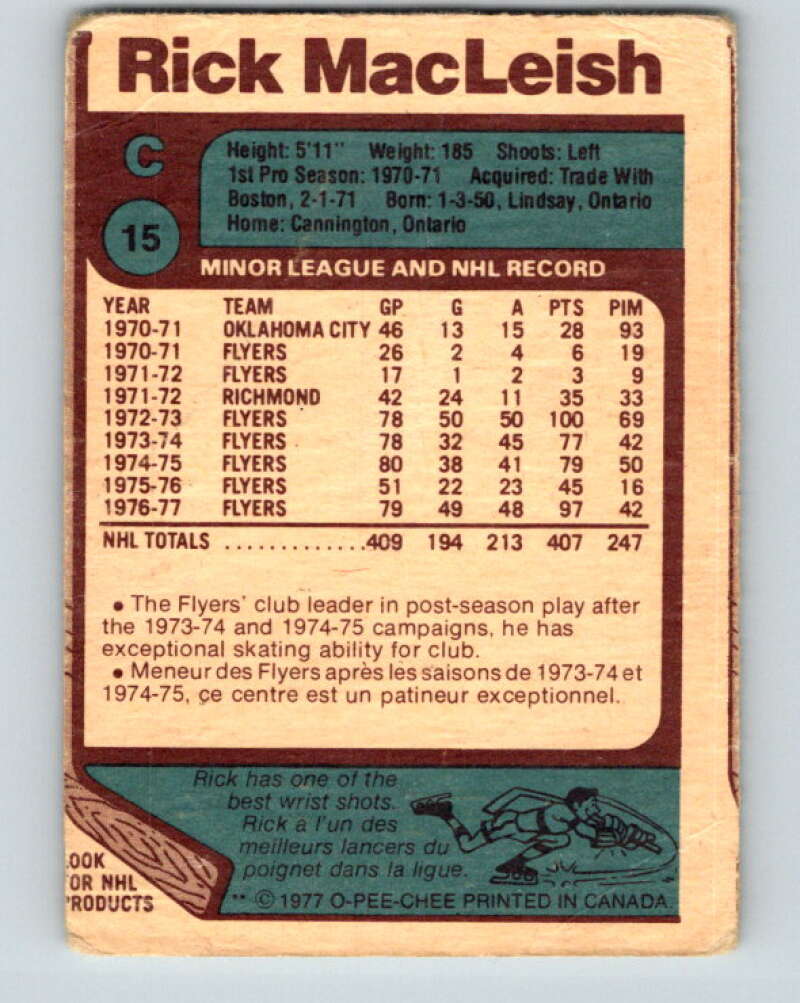 Rick MacLeish
C
15
Height: 5'11" Weight: 185 Shoots: Left
1st Pro Season: 1970-71 Acquired: Trade With
Boston, 2-1-71 Born: 1-3-50, Lindsay, Ontario
Home: Cannington, Ontario
MINOR LEAGUE AND NHL RECORD
YEAR TEAM GP G A PTS PIM
1970-71 OKLAHOMA CITY 46 13 15 28 93
1970-71 FLYERS 26 2 4 6 19
1971-72 FLYERS 17 1 2 3 9
1971-72 RICHMOND 42 24 11 35 33
1972-73 FLYERS 78 50 50 100 69
1973-74 FLYERS 78 32 45 77 42
1974-75 FLYERS 80 38 41 79 50
1975-76 FLYERS 51 22 23 45 16
1976-77 FLYERS 79 49 48 97 42
NHL TOTALS .............409 194 213 407 247
• The Flyers' club leader in post-season play after
the 1973-74 and 1974-75 campaigns, he has
exceptional skating ability for club.
• Meneur des Flyers après les saisons de 1973-74 et
1974-75, çe centre est un patineur exceptionnel.
Rick has one of the
best wrist shots.
Rick a l'un des
meilleurs lancers du
poignet dans la ligue.
OOK
OR NHL
RODUCTS
** © 1977 O-PEE-CHEE PRINTED IN CANADA